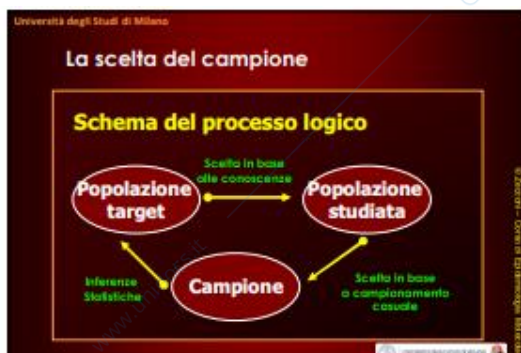 Università degli Studi di Milano
La scelta del campione
Schema del processo logico
Scelta in base
alle conoscenze
Popolazione
target
Popolazione
studiata
Inferenze
Statistiche
Campione
Scelta in base
a campionamento
casuale